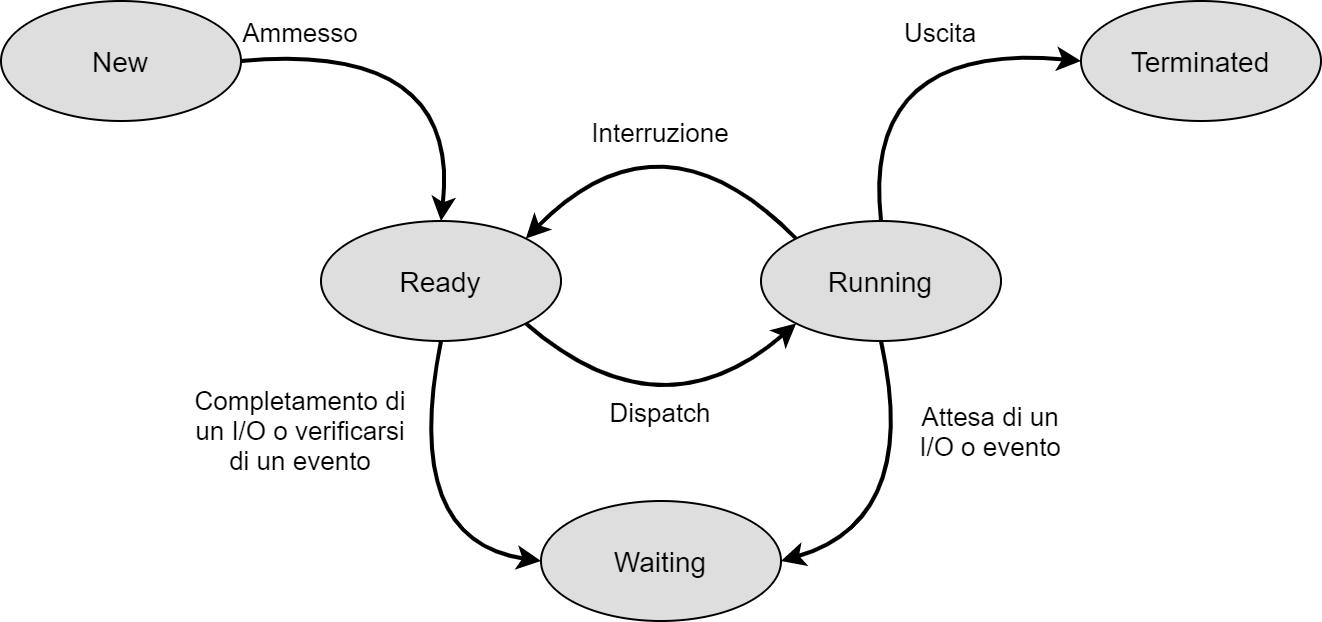 New
Ammesso
Uscita
Terminated
Interruzione
Ready
Running
Dispatch
Completamento di
un I/O o verificarsi
di un evento
Attesa di un
I/O o evento
Waiting